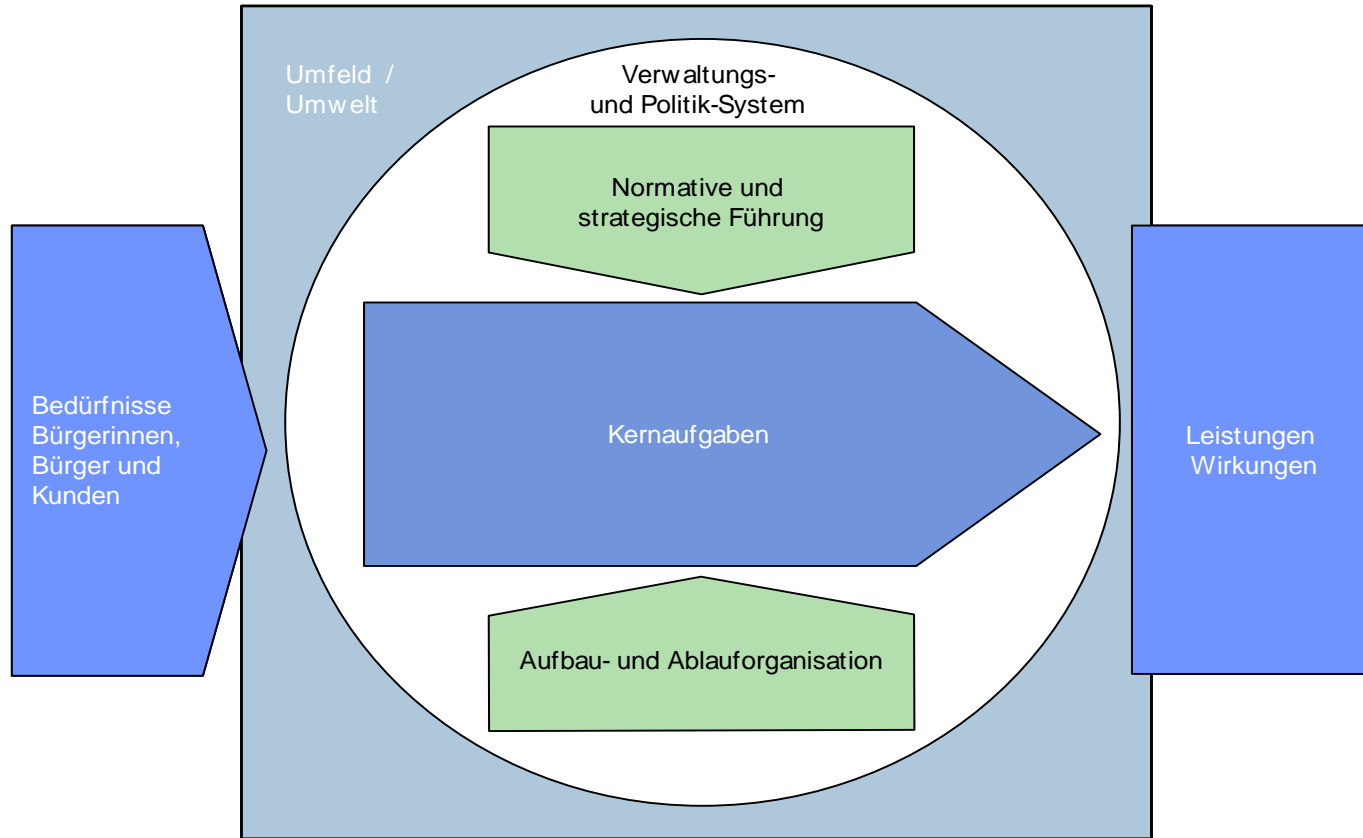 Umfeld /
Umwelt
Verwaltungs-
und Politik-System
Normative und
strategische Führung
Bedürfnisse
Bürgerinnen,
Bürger und
Kunden
Kernaufgaben
Leistungen
Wirkungen
Aufbau- und Ablauforganisation